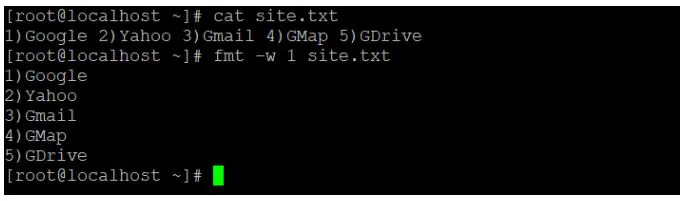 [root@localhost ~]# cat site.txt
1)Google 2)Yahoo 3)Gmail 4)GMap 5)GDrive
[root@localhost ~]# fmt -w 1 site.txt
1)Google
2)Yahoo
3)Gmail
4)GMap
5)GDrive
[root@localhost ~]#